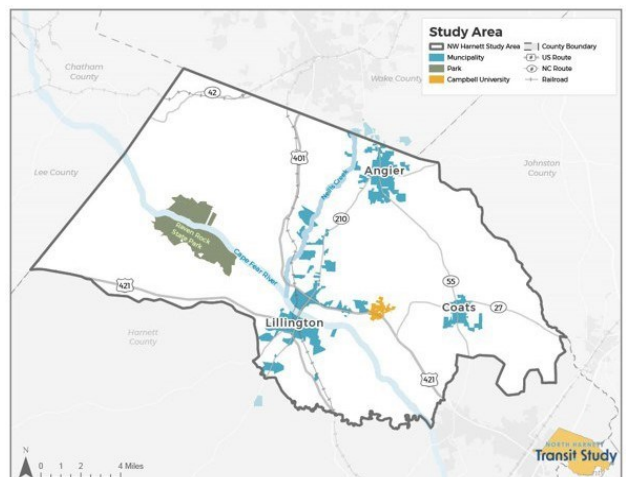 Study Area
NW Harnett Study Area
Muncipality
Park
Campbell University
County Boundary
US Route
NC Route
Railroad
Chatham
County
Wake County
Lee County
Johnston
County
Harnett
County
42
401
Angier
Neills Creek
210
Raven Rock
State Park
Cape Fear River
421
55
27
Coats
Lillington
421
N
0 1 2 4 Miles
NORTH HARNETT
Transit Study